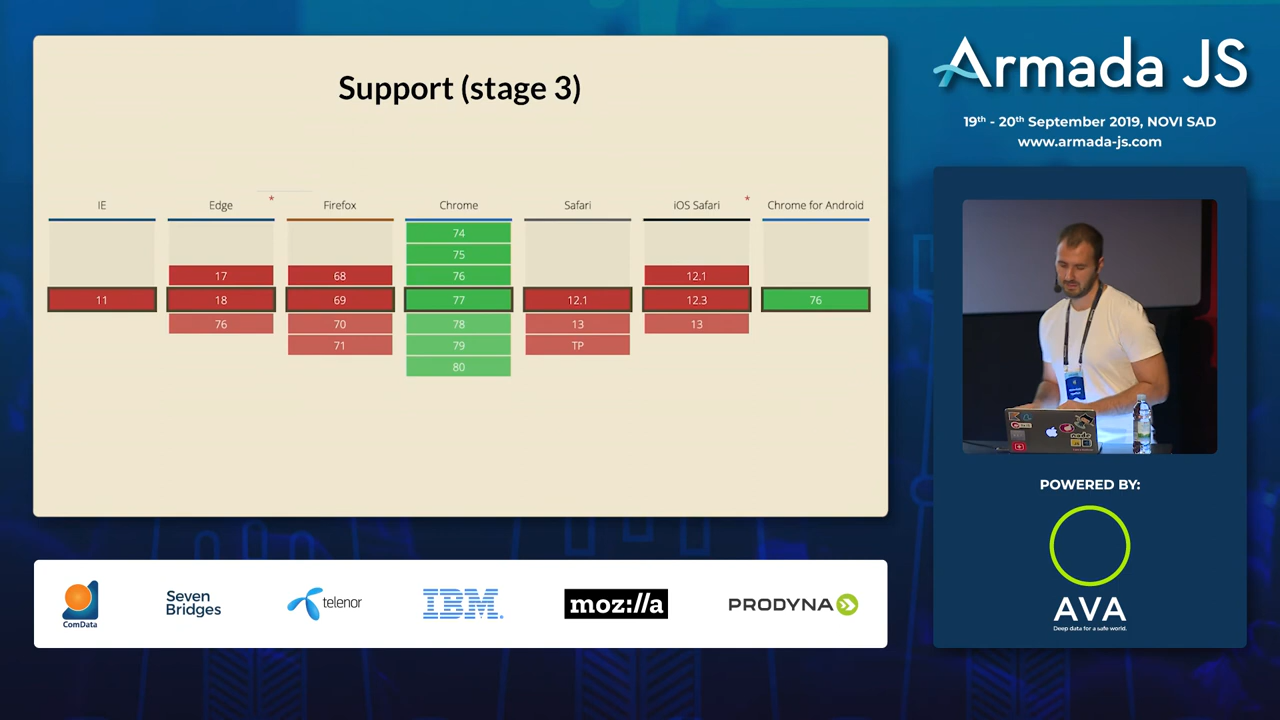 Support (stage 3)
IE
Edge
*
Firefox
Chrome
Safari
iOS Safari
*
Chrome for Android
74
75
17
68
76
12.1
11
18
69
77
12.1
12.3
76
76
70
78
13
13
71
79
TP
80
Armada JS
19th - 20th September 2019, NOVI SAD
www.armada-js.com
node
POWERED BY:
AVA
Deep data for a safe world.
ComData
Seven
Bridges
telenor
IBM
moz://a
PRODYNA